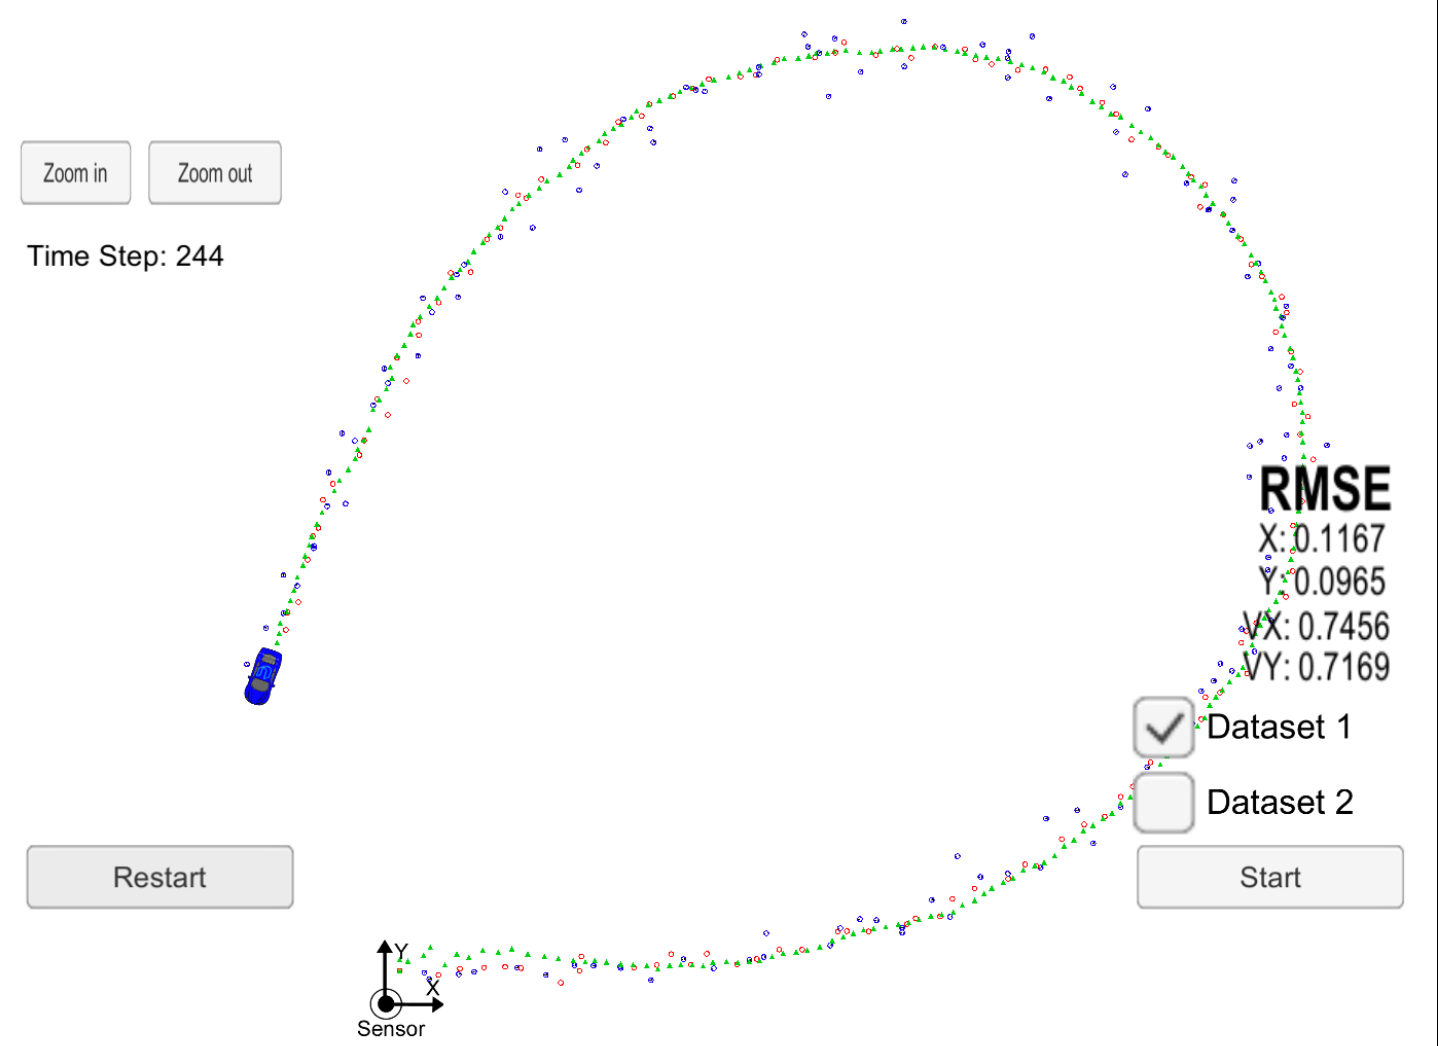 Zoom in
Zoom out
Time Step: 244
RMSE
X: 0.1167
Y: 0.0965
VX: 0.7456
VY: 0.7169
Dataset 1
Dataset 2
Restart
Start
Y
X
Sensor